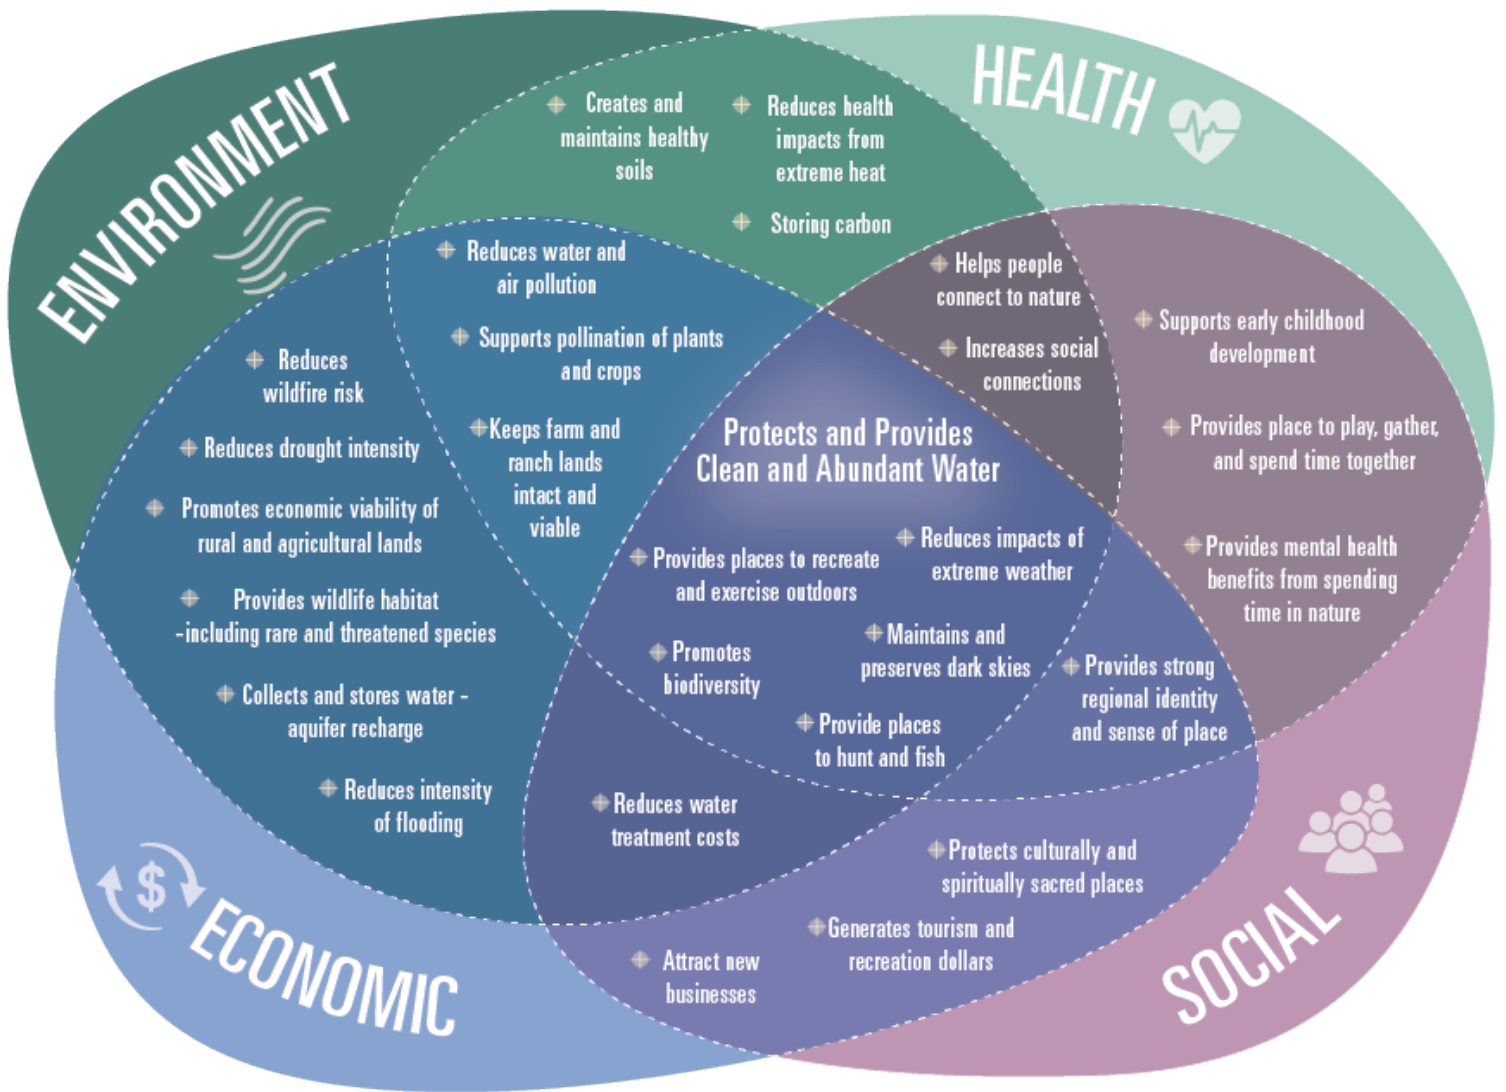 ENVIRONMENT
HEALTH
Creates and
maintains healthy
soils
Reduces health
impacts from
extreme heat
Storing carbon
Reduces water and
air pollution
Supports pollination of plants
and crops
Keeps farm and
ranch lands
intact and
viable
Helps people
connect to nature
Increases social
connections
Supports early childhood
development
Provides place to play, gather,
and spend time together
Provides mental health
benefits from spending
time in nature
Reduces
wildfire risk
Reduces drought intensity
Promotes economic viability of
rural and agricultural lands
Provides wildlife habitat
-including rare and threatened species
Collects and stores water -
aquifer recharge
Reduces intensity
of flooding
Protects and Provides
Clean and Abundant Water
Provides places to recreate
and exercise outdoors
Reduces impacts of
extreme weather
Promotes
biodiversity
Maintains and
preserves dark skies
Provide places
to hunt and fish
Provides strong
regional identity
and sense of place
Reduces water
treatment costs
Protects culturally and
spiritually sacred places
Generates tourism and
recreation dollars
Attract new
businesses
$
ECONOMIC
SOCIAL